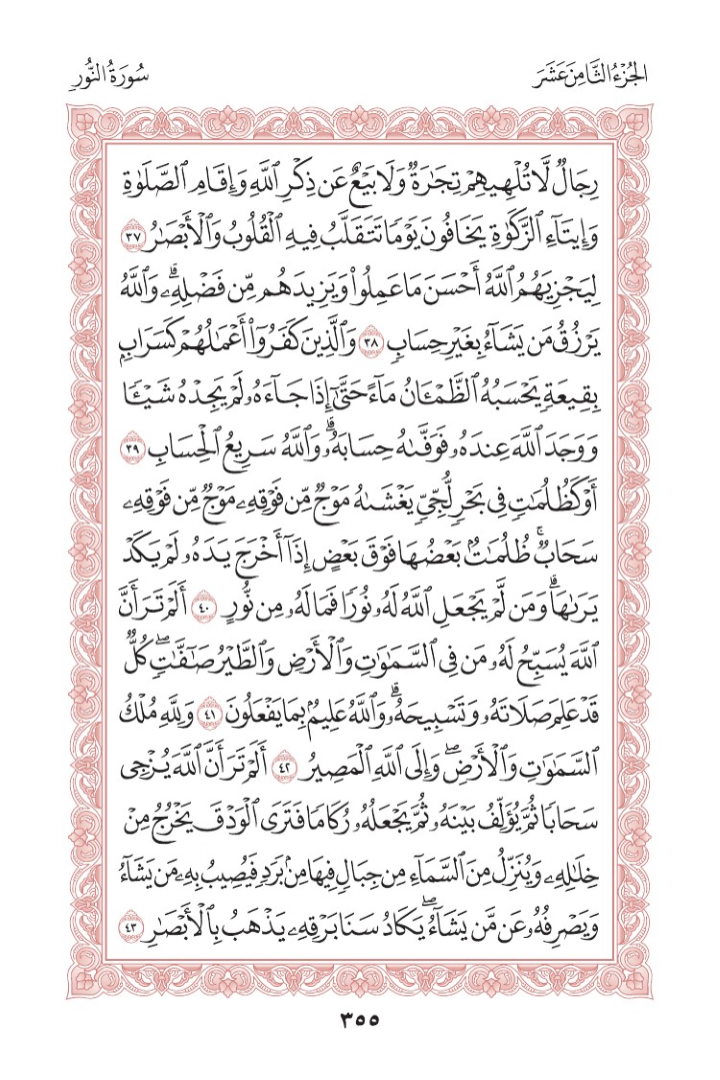 الجُزْءُ الثَّامِنَ عَشَرَ
سُورَةُ النُّورِ
رِجَالٌ لَّا تُلْهِيهِمْ تِجَٰرَةٌ وَلَا بَيْعٌ عَن ذِكْرِ ٱللَّهِ وَإِقَامِ ٱلصَّلَوٰةِ
وَإِيتَآءِ ٱلزَّكَوٰةِ يَخَافُونَ يَوْمًا تَتَقَلَّبُ فِيهِ ٱلْقُلُوبُ وَٱلْأَبْصَٰرُ ٣٧
لِيَجْزِيَهُمُ ٱللَّهُ أَحْسَنَ مَا عَمِلُوا۟ وَيَزِيدَهُم مِّن فَضْلِهِۦۗ وَٱللَّهُ
يَرْزُقُ مَن يَشَآءُ بِغَيْرِ حِسَابٍ ٣٨ وَٱلَّذِينَ كَفَرُوٓا۟ أَعْمَٰلُهُمْ كَسَرَابٍۭ
بِقِيعَةٍ يَحْسَبُهُ ٱلظَّمْـَٔانُ مَآءً حَتَّىٰٓ إِذَا جَآءَهُۥ لَمْ يَجِدْهُ شَيْـًٔا
وَوَجَدَ ٱللَّهَ عِندَهُۥ فَوَفَّىٰهُ حِسَابَهُۥۗ وَٱللَّهُ سَرِيعُ ٱلْحِسَابِ ٣٩
أَوْ كَظُلُمَٰتٍ فِى بَحْرٍ لُّجِّىٍّ يَغْشَىٰهُ مَوْجٌ مِّن فَوْقِهِۦ مَوْجٌ مِّن فَوْقِهِۦ
سَحَابٌۚ ظُلُمَٰتٌۢ بَعْضُهَا فَوْقَ بَعْضٍ إِذَآ أَخْرَجَ يَدَهُۥ لَمْ يَكَدْ
يَرَىٰهَاۗ وَمَن لَّمْ يَجْعَلِ ٱللَّهُ لَهُۥ نُورًا فَمَا لَهُۥ مِن نُّورٍ ٤٠ أَلَمْ تَرَ أَنَّ
ٱللَّهَ يُسَبِّحُ لَهُۥ مَن فِى ٱلسَّمَٰوَٰتِ وَٱلْأَرْضِ وَٱلطَّيْرُ صَٰٓفَّٰتٍۖ كُلٌّ
قَدْ عَلِمَ صَلَاتَهُۥ وَتَسْبِيحَهُۥۗ وَٱللَّهُ عَلِيمٌۢ بِمَا يَفْعَلُونَ ٤١ وَلِلَّهِ مُلْكُ
ٱلسَّمَٰوَٰتِ وَٱلْأَرْضِۖ وَإِلَى ٱللَّهِ ٱلْمَصِيرُ ٤٢ أَلَمْ تَرَ أَنَّ ٱللَّهَ يُزْجِى
سَحَابًا ثُمَّ يُؤَلِّفُ بَيْنَهُۥ ثُمَّ يَجْعَلُهُۥ رُكَامًا فَتَرَى ٱلْوَدْقَ يَخْرُجُ مِنْ
خِلَٰلِهِۦ وَيُنَزِّلُ مِنَ ٱلسَّمَآءِ مِن جِبَالٍ فِيهَا مِنۢ بَرَدٍ فَيُصِيبُ بِهِۦ مَن يَشَآءُ
وَيَصْرِفُهُۥ عَن مَّن يَشَآءُۖ يَكَادُ سَنَا بَرْقِهِۦ يَذْهَبُ بِٱلْأَبْصَٰرِ ٤٣
٣٥٥